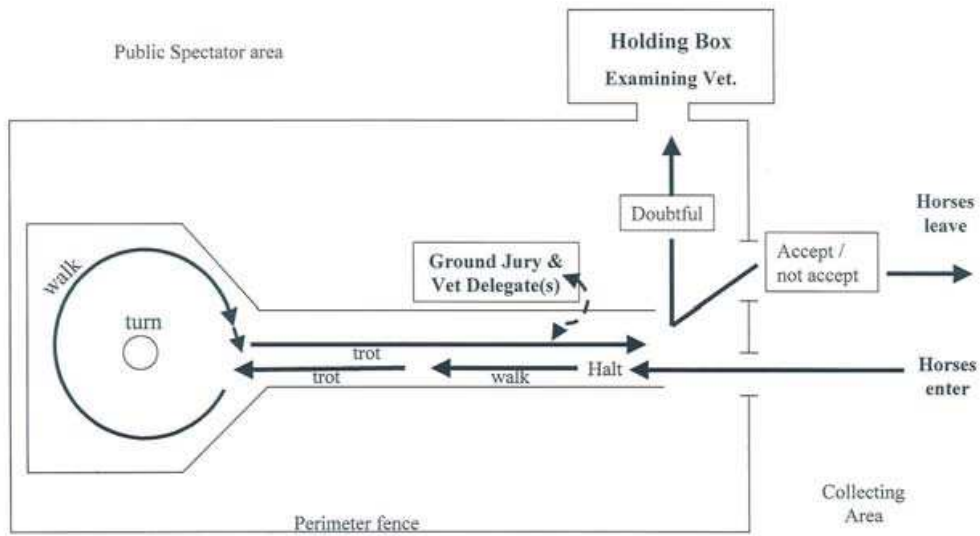 Public Spectator area
Holding Box
Examining Vet.
Doubtful
Horses
leave
Accept /
not accept
Ground Jury &
Vet Delegate(s)
walk
turn
trot
trot
walk
Halt
Horses
enter
Collecting
Area
Perimeter fence